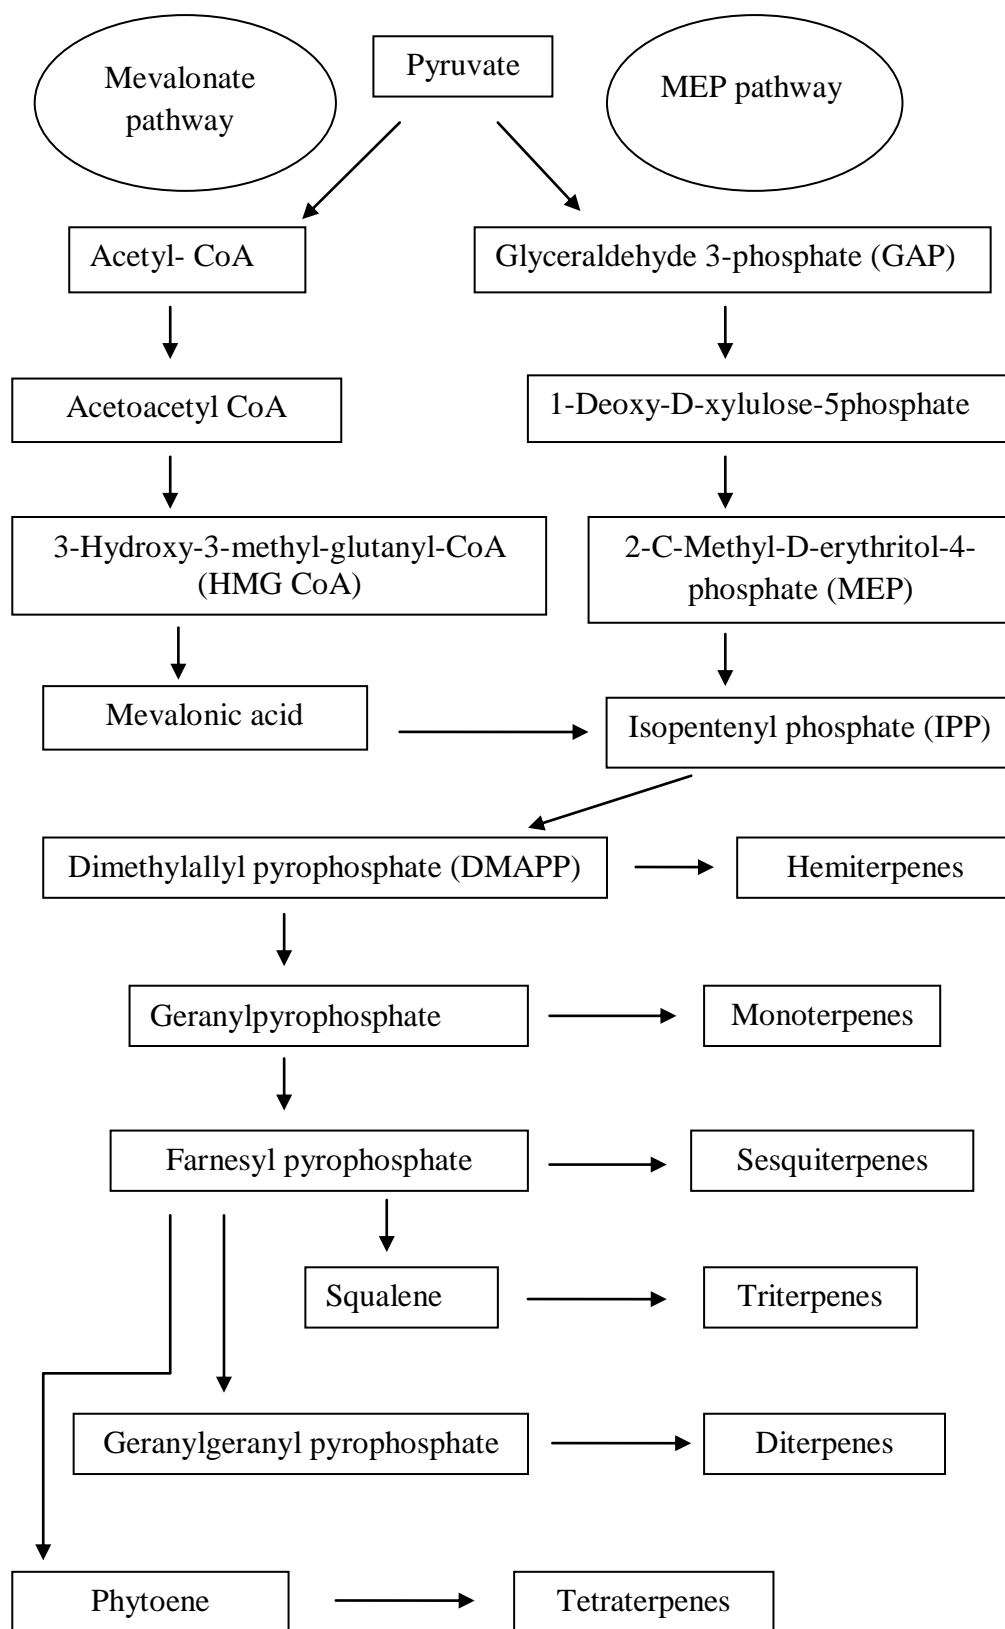 Mevalonate
pathway
Pyruvate
MEP pathway
Acetyl- CoA
Glyceraldehyde 3-phosphate (GAP)
Acetoacetyl CoA
1-Deoxy-D-xylulose-5phosphate
3-Hydroxy-3-methyl-glutanyl-CoA
(HMG CoA)
2-C-Methyl-D-erythritol-4-
phosphate (MEP)
Mevalonic acid
Isopentenyl phosphate (IPP)
Dimethylallyl pyrophosphate (DMAPP)
Hemiterpenes
Geranylpyrophosphate
Monoterpenes
Farnesyl pyrophosphate
Sesquiterpenes
Squalene
Triterpenes
Geranylgeranyl pyrophosphate
Diterpenes
Phytoene
Tetraterpenes